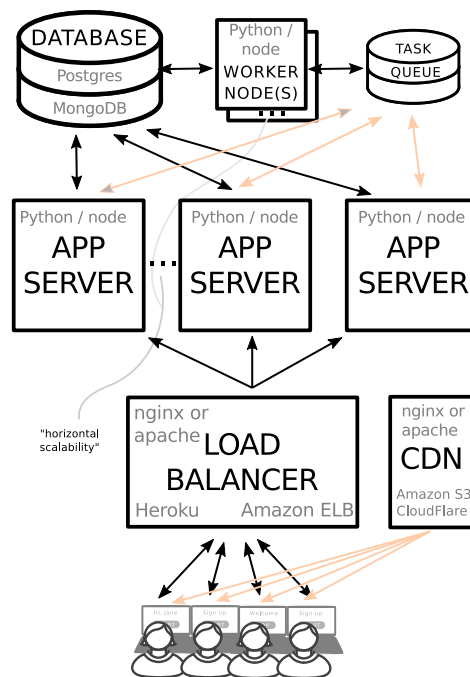 DATABASE
Postgres
MongoDB
Python /
node
WORKER
NODE(S)
TASK
QUEUE
Python / node
APP
SERVER
Python / node
APP
SERVER
Python / node
APP
SERVER
"horizontal
scalability"
nginx or
apache
LOAD
BALANCER
Heroku
Amazon ELB
nginx or
apache
CDN
Amazon S3
CloudFlare
Hi, Jane
Sign up
Welcome
Sign up